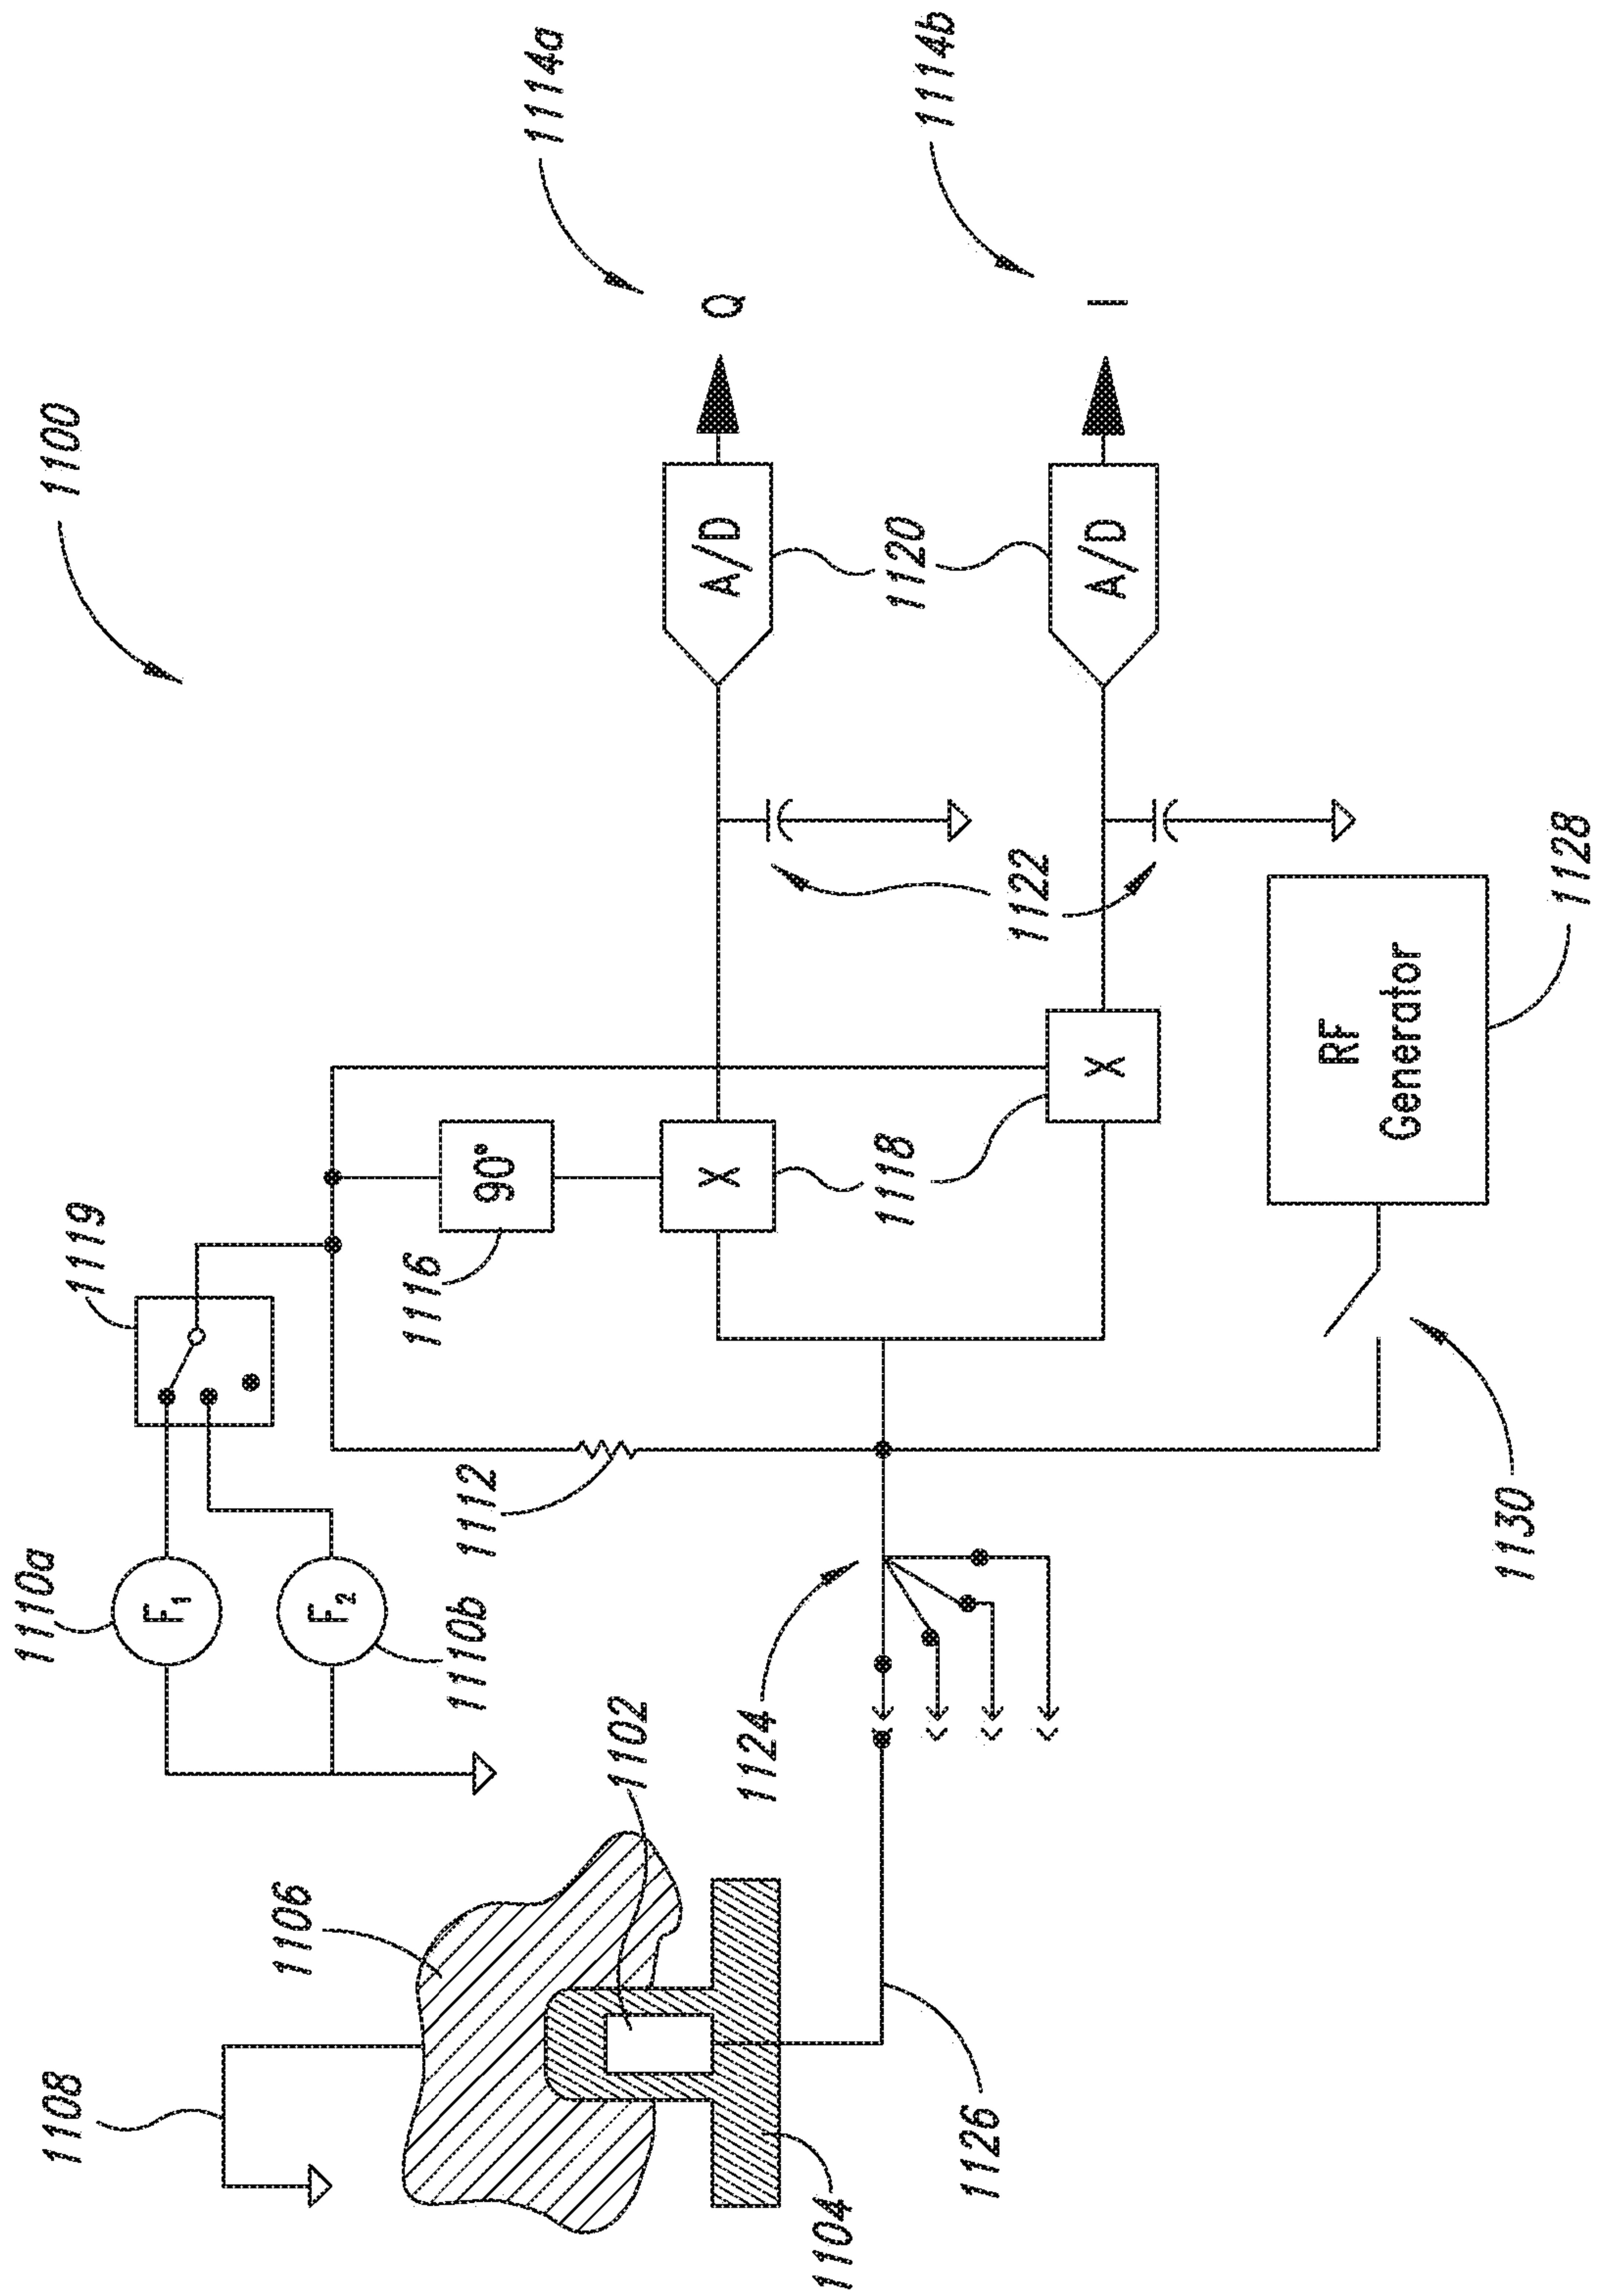 1100
1108
1106
1110a
F₁
1119
F₂
1110b
1102
1112
1116
90°
1114a
X
A/D
Q
1104
1124
1118
1120
1126
1122
1114b
X
A/D
I
RF
Generator
1130
1128